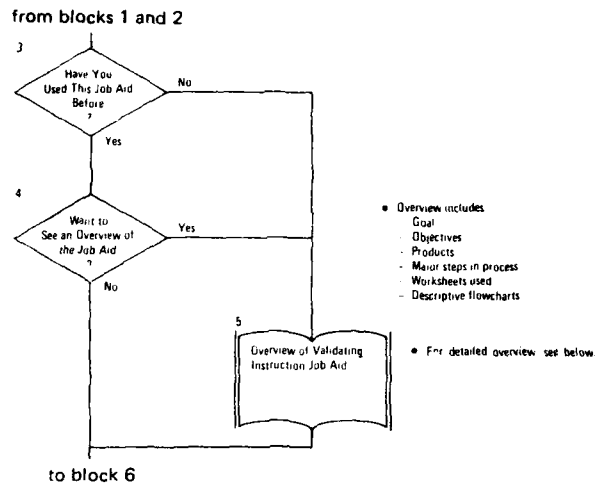 from blocks 1 and 2
3
Have You
Used This Job Aid
Before
?
No
Yes
4
Want to
See an Overview of
the Job Aid
?
Yes
No
• Overview includes
Goal
- Objectives
- Products
- Major steps in process
- Worksheets used
- Descriptive flowcharts
5
Overview of Validating
Instruction Job Aid
• For detailed overview see below.
to block 6